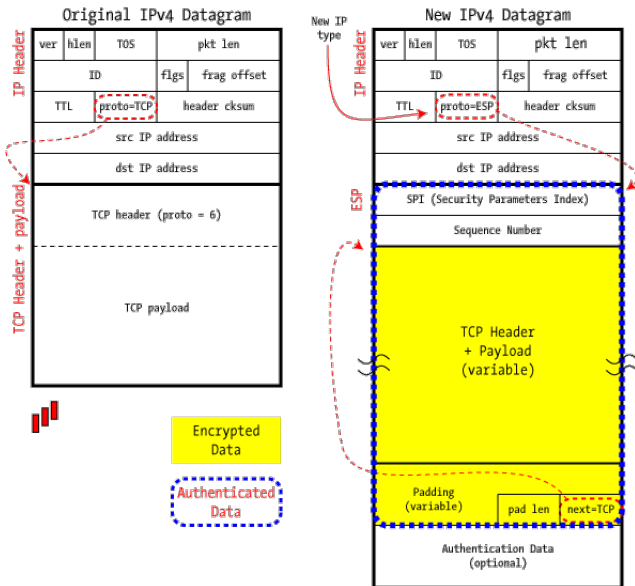 Original IPv4 Datagram
IP Header
ver hlen TOS pkt len
ID flgs frag offset
TTL proto=TCP header cksum
src IP address
dst IP address
TCP Header + payload
TCP header (proto = 6)
TCP payload
Encrypted
Data
Authenticated
Data
New IP
type
New IPv4 Datagram
IP Header
ver hlen TOS pkt len
ID flgs frag offset
TTL proto=ESP header cksum
src IP address
dst IP address
ESP
SPI (Security Parameters Index)
Sequence Number
TCP Header
+ Payload
(variable)
Padding
(variable)
pad len next=TCP
Authentication Data
(optional)